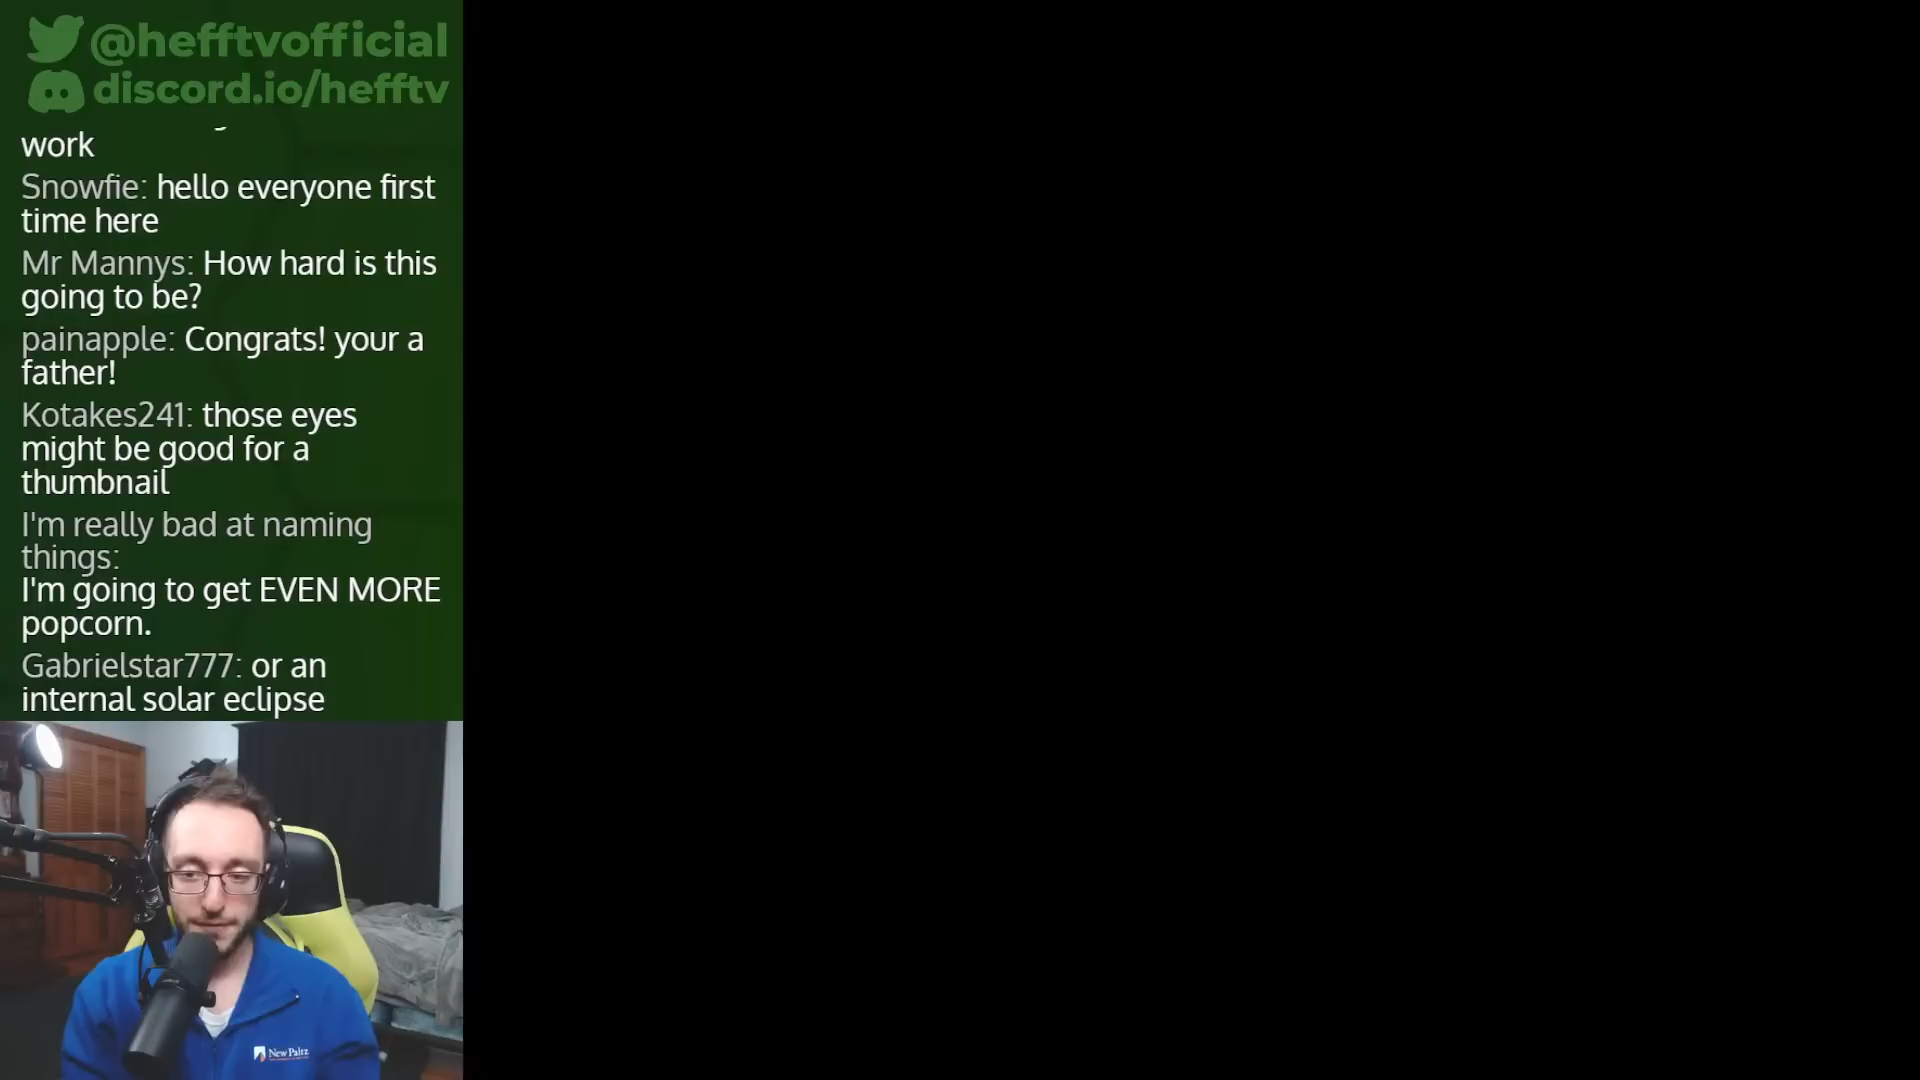 @hefftvofficial
discord.io/hefftv
work
Snowfie: hello everyone first
time here
Mr Mannys: How hard is this
going to be?
painapple: Congrats! your a
father!
Kotakes241: those eyes
might be good for a
thumbnail
I'm really bad at naming
things:
I'm going to get EVEN MORE
popcorn.
Gabrielstar777: or an
internal solar eclipse
New Paltz